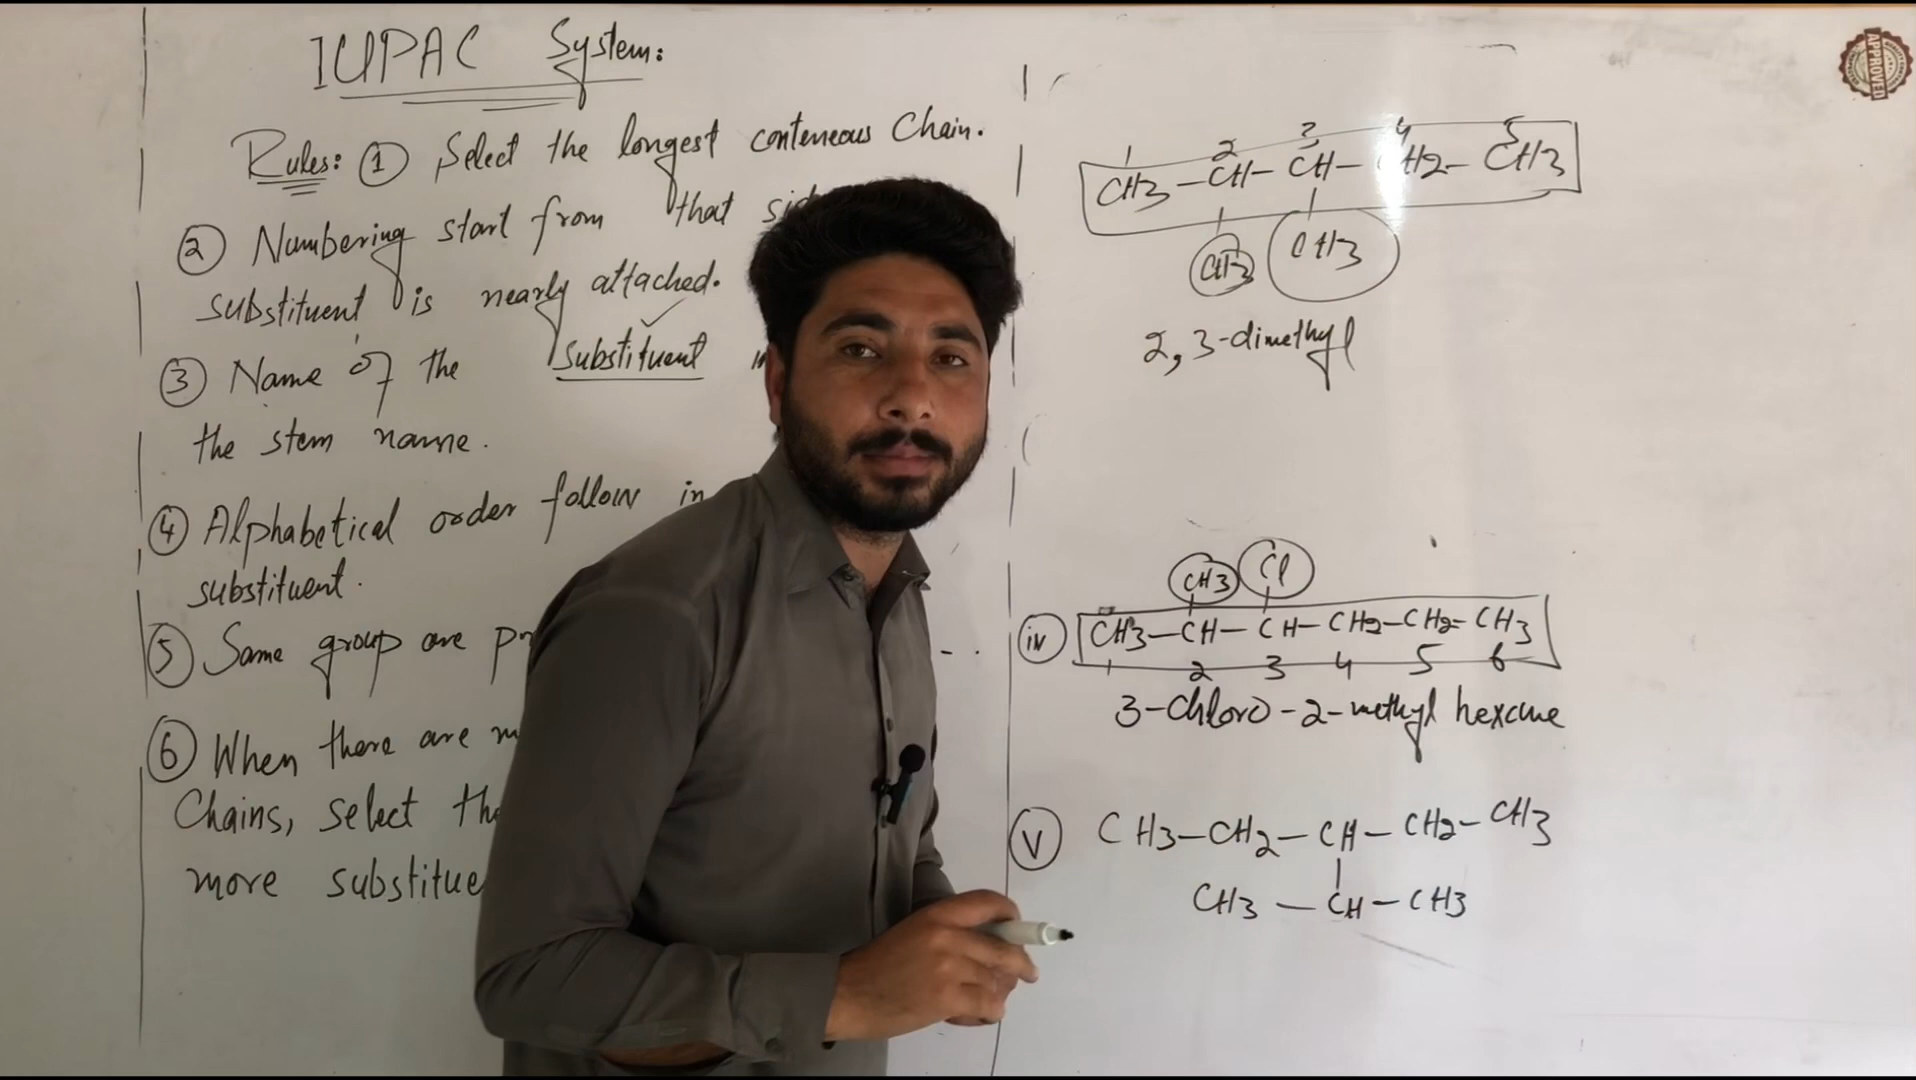 IUPAC System:
Rules: ① Select the longest conteneous Chain.
② Numbering start from that
substituent is nearly attached.
③ Name of the substituent
the stem name.
④ Alphabetical order follow in
substituent.
⑤ Same group are
⑥ When there are
Chains, select
more
1 2 3 4 5
CH3-CH-CH-CH2-CH3
CH3 CH3
2,3-dimethyl
CH3 Cl
iv CH3-CH-CH-CH2-CH2-CH3
1 2 3 4 5 6
3-Chloro-2-methyl hexane
V CH3-CH2-CH-CH2-CH3
CH3-CH-CH3
APPROVED